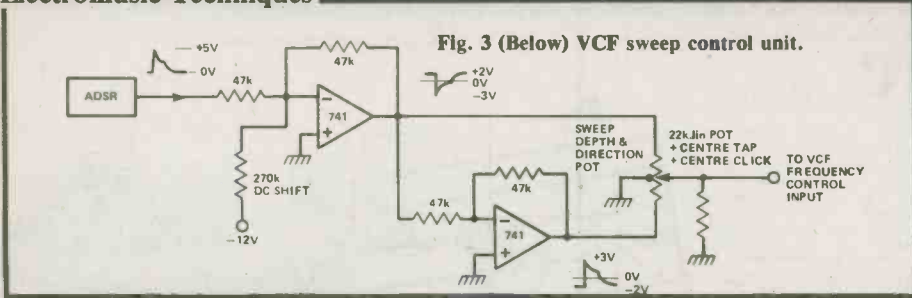 Electromusic Techniques
Fig. 3 (Below) VCF sweep control unit.
+5V
0V
ADSR
47k
47k
741
270k
DC SHIFT
-12V
+2V
0V
-3V
47k
47k
741
+3V
0V
-2V
SWEEP
DEPTH &
DIRECTION
POT
22k lin POT
+ CENTRE TAP
+ CENTRE CLICK
TO VCF
FREQUENCY
CONTROL
INPUT